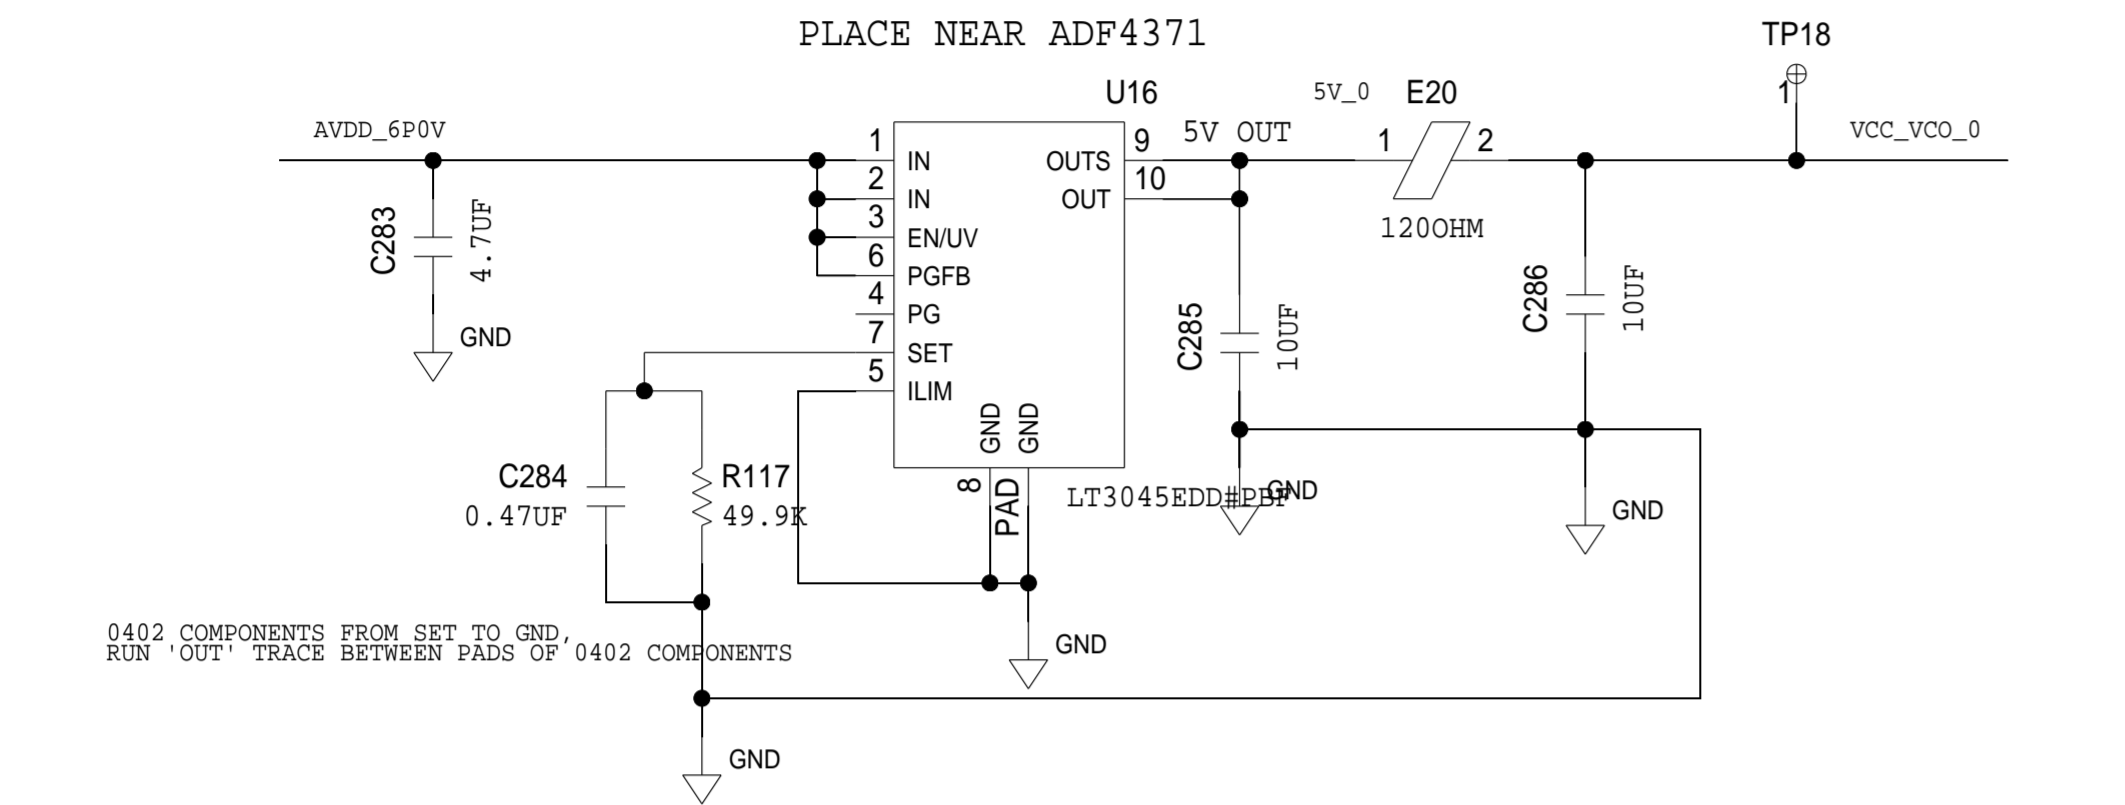 PLACE NEAR ADF4371
TP18
1
U16
5V_0
E20
AVDD_6P0V
5V OUT
VCC_VCO_0
1
IN
OUTS
9
1
2
2
IN
OUT
10
3
EN/UV
120OHM
6
PGFB
4
PG
7
SET
5
ILIM
C283
4.7UF
GND
C285
10UF
C286
10UF
GND
GND
8
PAD
LT3045EDD#PBF
GND
GND
C284
0.47UF
R117
49.9K
GND
0402 COMPONENTS FROM SET TO GND,
RUN 'OUT' TRACE BETWEEN PADS OF 0402 COMPONENTS
GND